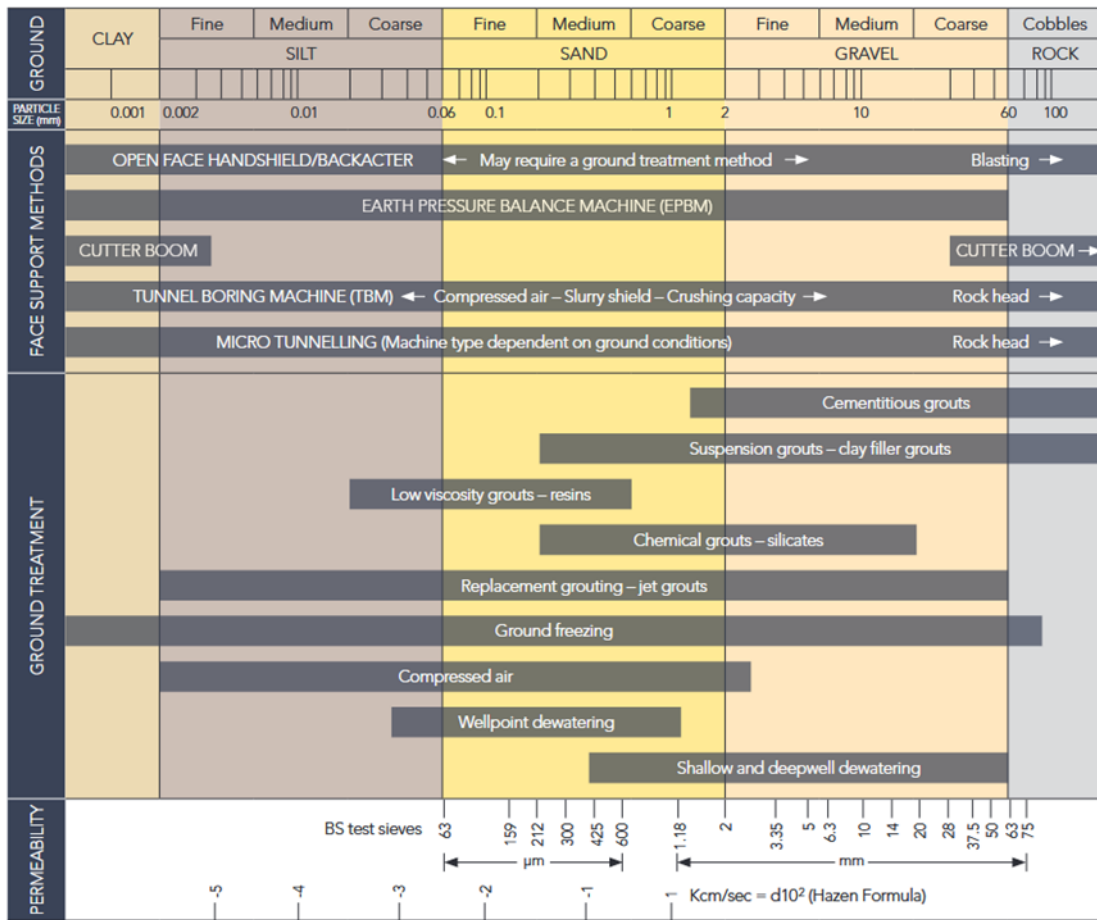 GROUND
CLAY
Fine Medium Coarse Fine Medium Coarse Fine Medium Coarse Cobbles
SILT SAND GRAVEL ROCK
PARTICLE SIZE (mm)
0.001 0.002 0.01 0.06 0.1 1 2 10 60 100
FACE SUPPORT METHODS
OPEN FACE HANDSHIELD/BACKACTER ← May require a ground treatment method → Blasting →
EARTH PRESSURE BALANCE MACHINE (EPBM)
CUTTER BOOM CUTTER BOOM →
TUNNEL BORING MACHINE (TBM) ← Compressed air – Slurry shield – Crushing capacity → Rock head →
MICRO TUNNELLING (Machine type dependent on ground conditions) Rock head →
GROUND TREATMENT
Cementitious grouts
Suspension grouts – clay filler grouts
Low viscosity grouts – resins
Chemical grouts – silicates
Replacement grouting – jet grouts
Ground freezing
Compressed air
Wellpoint dewatering
Shallow and deepwell dewatering
PERMEABILITY
BS test sieves 63 159 212 300 425 600 1.18 2 3.35 5 6.3 10 14 20 28 37.5 50 63 75
µm mm
-5 -4 -3 -2 -1 1 Kcm/sec = d10² (Hazen Formula)